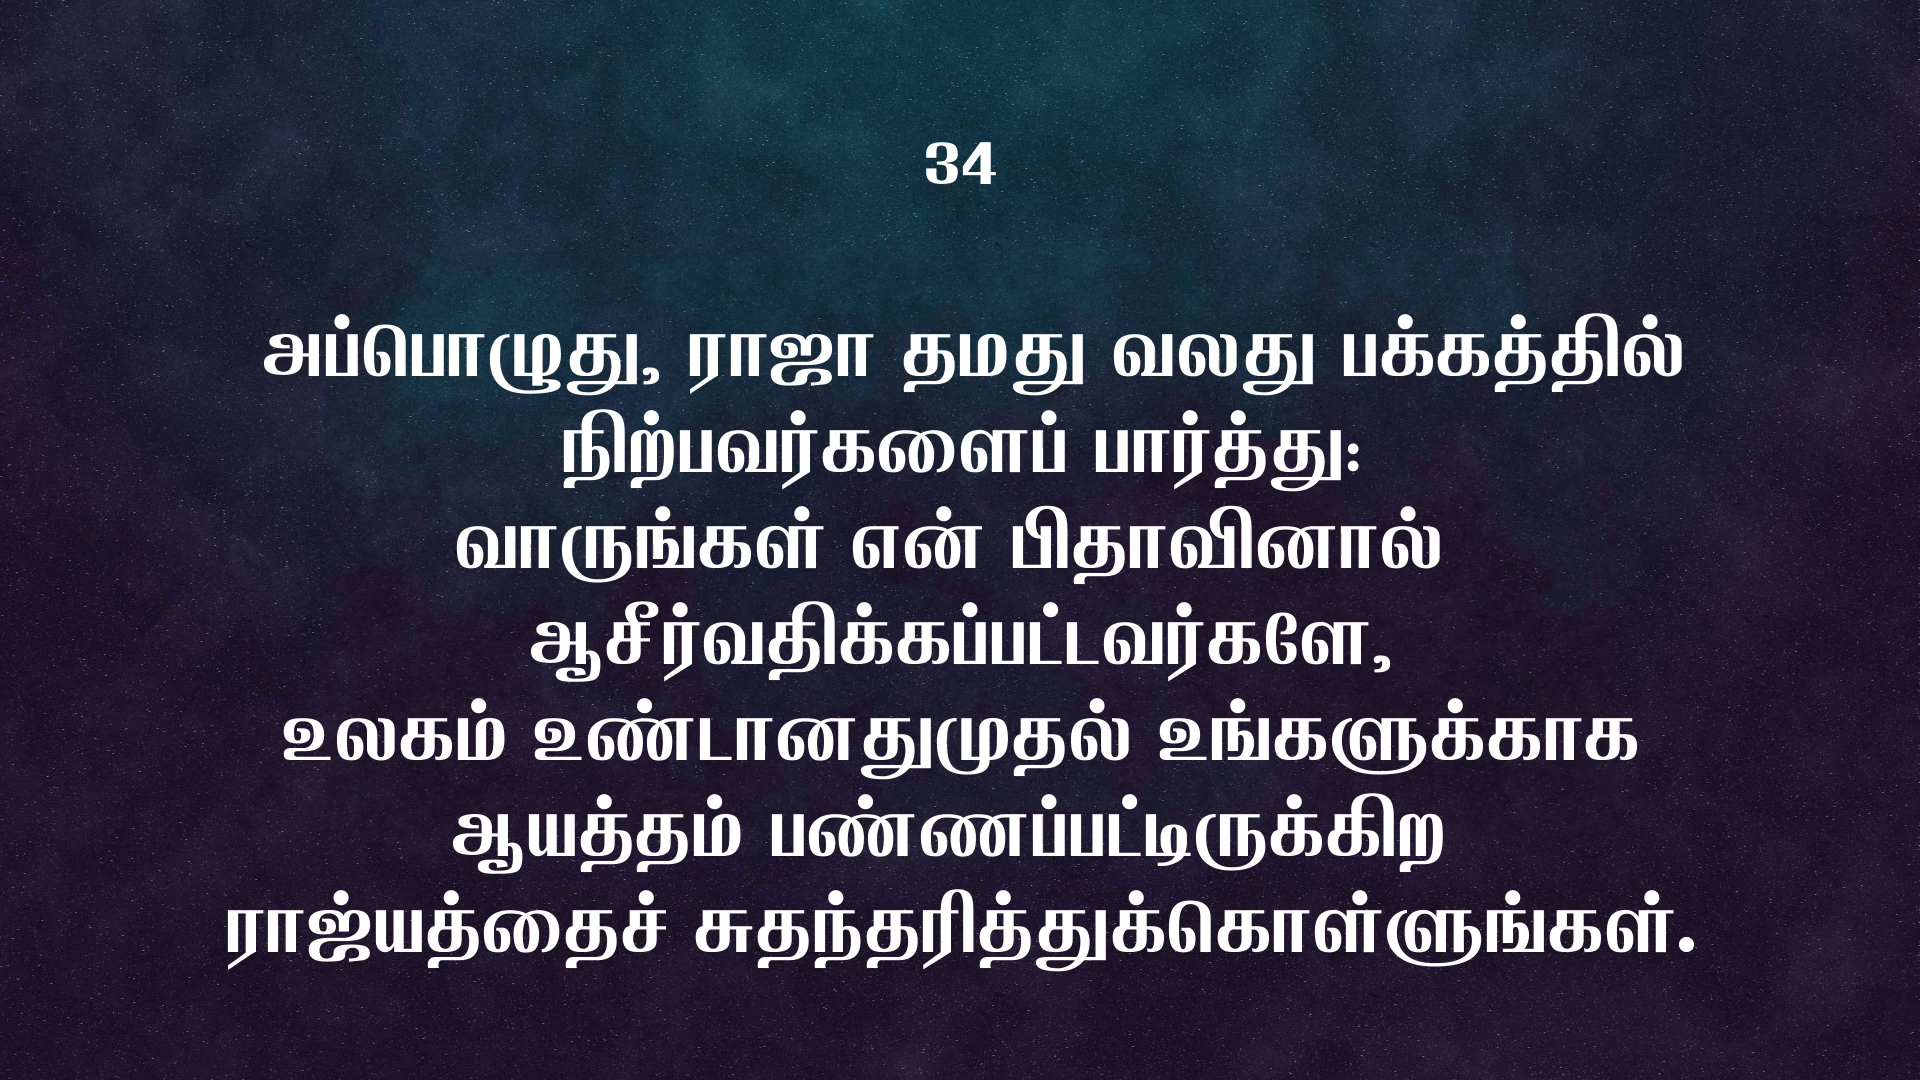 34
அப்பொழுது, ராஜா தமது வலது பக்கத்தில்
நிற்பவர்களைப் பார்த்து:
வாருங்கள் என் பிதாவினால்
ஆசீர்வதிக்கப்பட்டவர்களே,
உலகம் உண்டானதுமுதல் உங்களுக்காக
ஆயத்தம் பண்ணப்பட்டிருக்கிற
ராஜ்யத்தைச் சுதந்தரித்துக்கொள்ளுங்கள்.